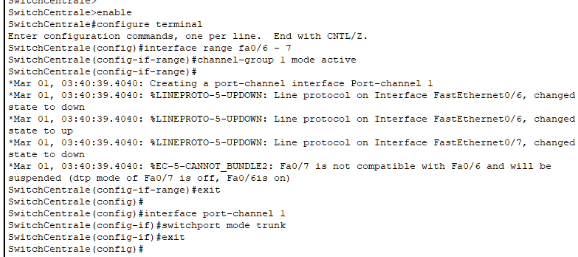 SwitchCentrale>
SwitchCentrale>enable
SwitchCentrale#configure terminal
Enter configuration commands, one per line.  End with CNTL/Z.
SwitchCentrale(config)#interface range fa0/6 - 7
SwitchCentrale(config-if-range)#channel-group 1 mode active
SwitchCentrale(config-if-range)#
*Mar 01, 03:40:39.4040: Creating a port-channel interface Port-channel 1
*Mar 01, 03:40:39.4040: %LINEPROTO-5-UPDOWN: Line protocol on Interface FastEthernet0/6, changed
state to down
*Mar 01, 03:40:39.4040: %LINEPROTO-5-UPDOWN: Line protocol on Interface FastEthernet0/6, changed
state to up
*Mar 01, 03:40:39.4040: %LINEPROTO-5-UPDOWN: Line protocol on Interface FastEthernet0/7, changed
state to down
*Mar 01, 03:40:39.4040: %EC-5-CANNOT_BUNDLE2: Fa0/7 is not compatible with Fa0/6 and will be
suspended (dtp mode of Fa0/7 is off, Fa0/6is on)
SwitchCentrale(config-if-range)#exit
SwitchCentrale(config)#
SwitchCentrale(config)#interface port-channel 1
SwitchCentrale(config-if)#switchport mode trunk
SwitchCentrale(config-if)#exit
SwitchCentrale(config)#